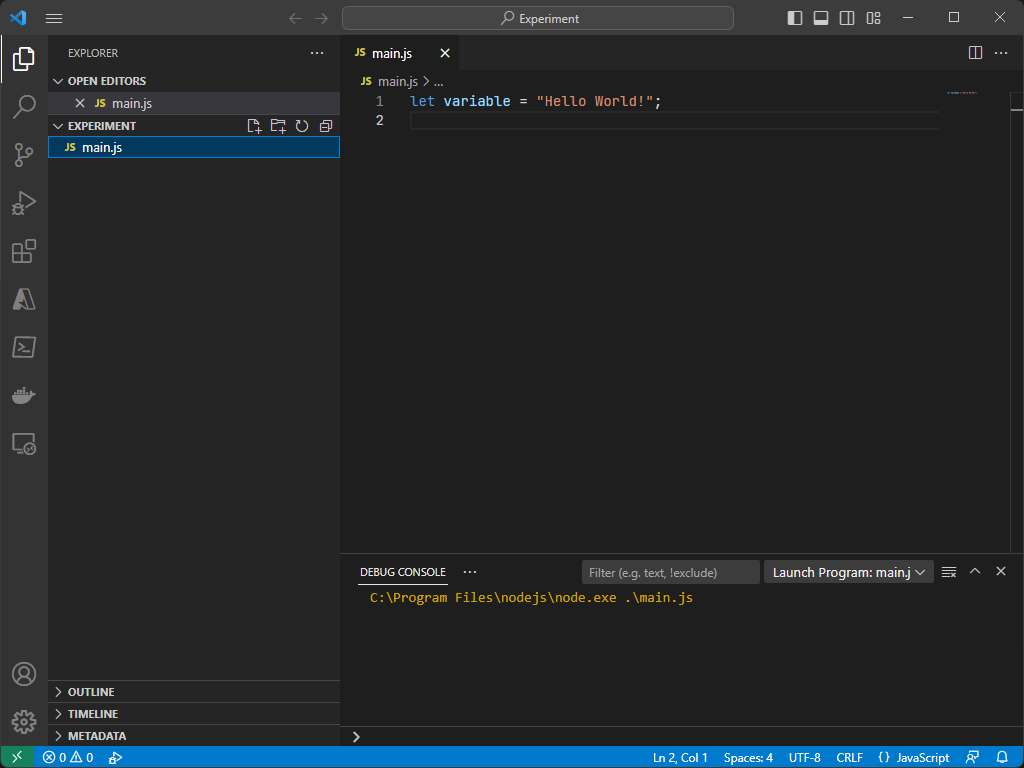 Experiment
EXPLORER
OPEN EDITORS
JS main.js
EXPERIMENT
JS main.js
OUTLINE
TIMELINE
METADATA
JS main.js
JS main.js > ...
1 let variable = "Hello World!";
2
DEBUG CONSOLE
Filter (e.g. text, !exclude)
Launch Program: main.j
C:\Program Files\nodejs\node.exe .\main.js
0 0
Ln 2, Col 1
Spaces: 4
UTF-8
CRLF
{ } JavaScript